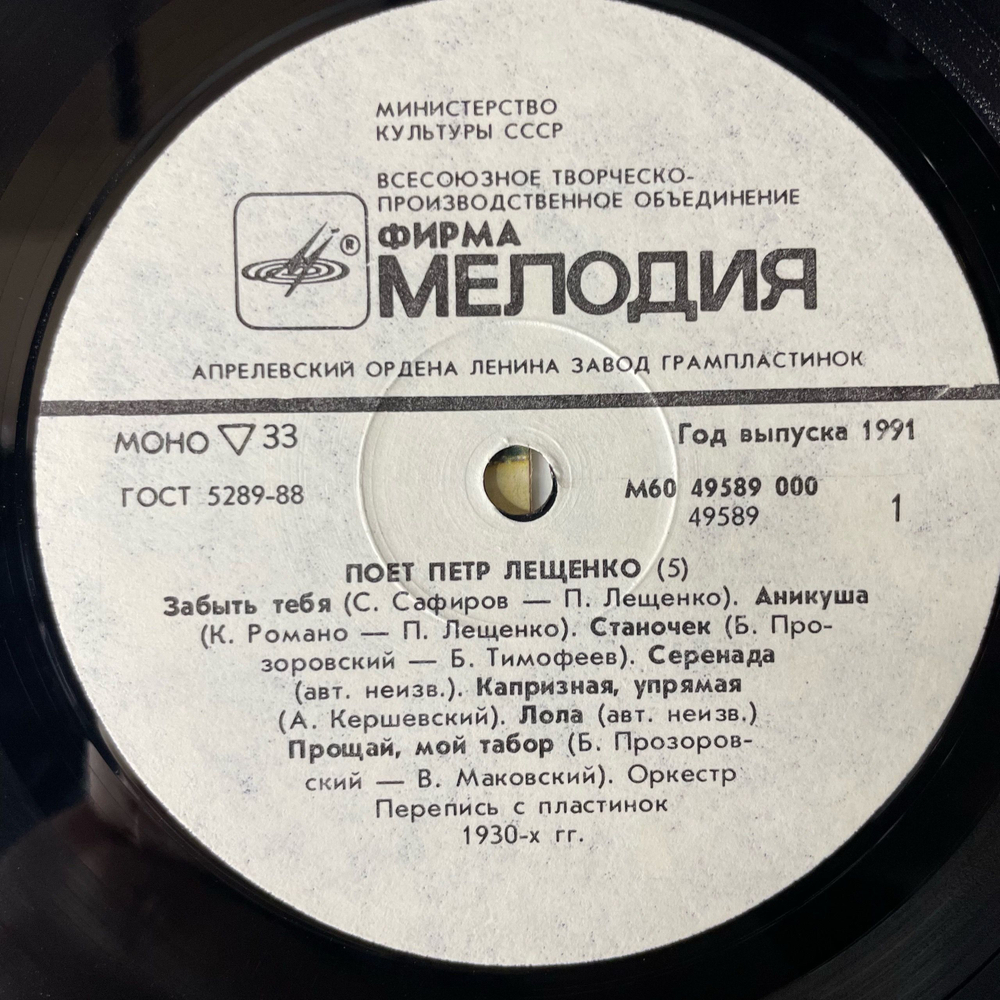 МИНИСТЕРСТВО
КУЛЬТУРЫ СССР
ВСЕСОЮЗНОЕ ТВОРЧЕСКО-
ПРОИЗВОДСТВЕННОЕ ОБЪЕДИНЕНИЕ
ФИРМА
®
МЕЛОДИЯ
АПРЕЛЕВСКИЙ ОРДЕНА ЛЕНИНА ЗАВОД ГРАМПЛАСТИНОК
МОНО ▽ 33
Год выпуска 1991
ГОСТ 5289-88
М60 49589 000
49589
1
ПОЕТ ПЕТР ЛЕЩЕНКО (5)
Забыть тебя (С. Сафиров — П. Лещенко). Аникуша
(К. Романо — П. Лещенко). Станочек (Б. Про-
зоровский — Б. Тимофеев). Серенада
(авт. неизв.). Капризная, упрямая
(А. Кершевский). Лола (авт. неизв.)
Прощай, мой табор (Б. Прозоров-
ский — В. Маковский). Оркестр
Перепись с пластинок
1930-х гг.